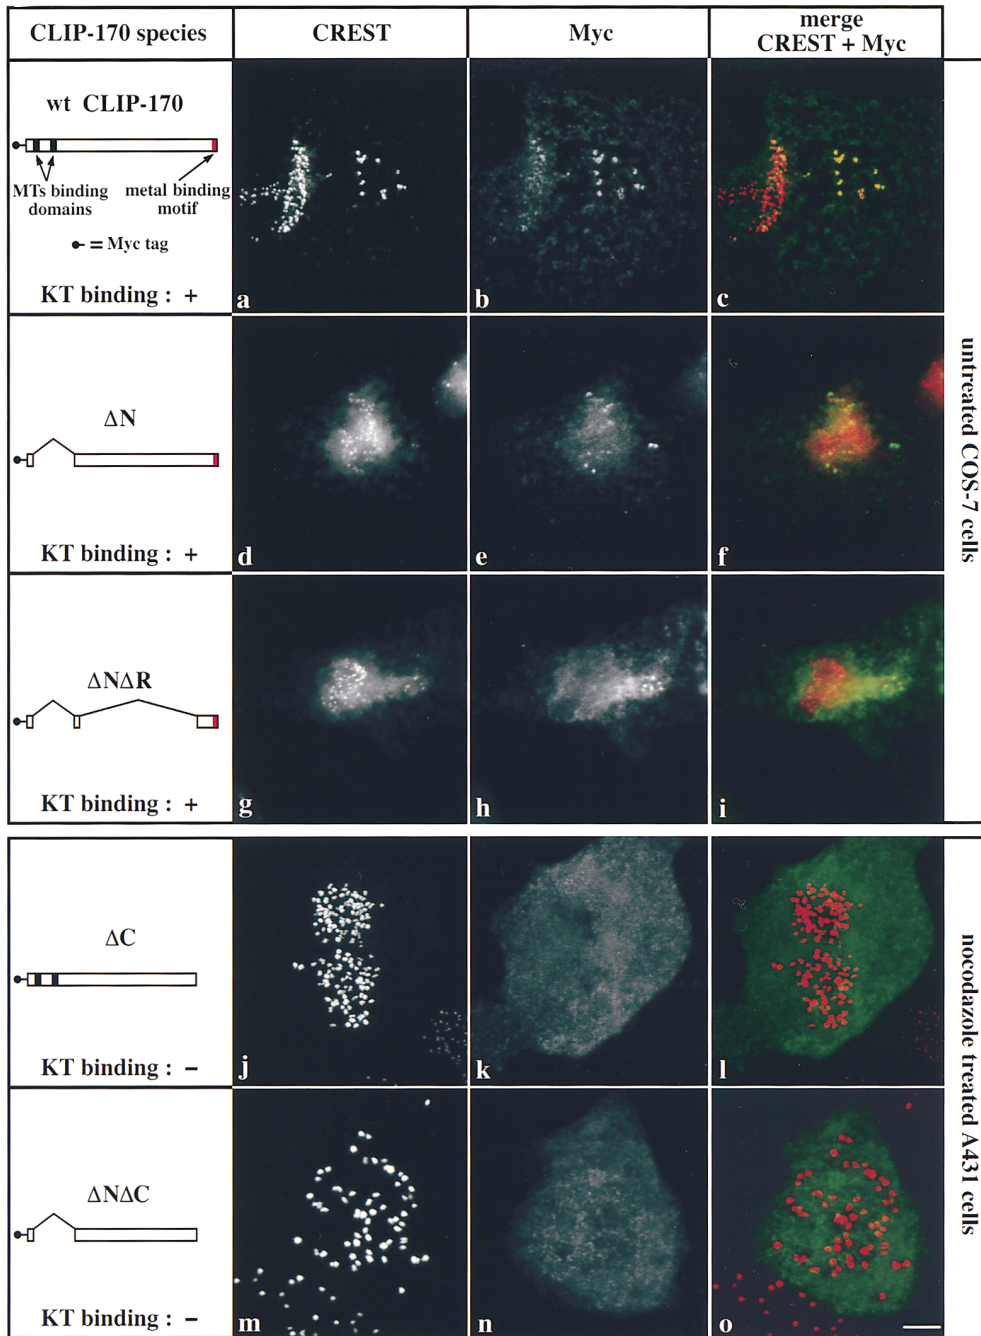 CLIP-170 species
CREST
Myc
merge
CREST + Myc
wt CLIP-170
MTs binding
domains
metal binding
motif
= Myc tag
KT binding : +
a
b
c
ΔN
KT binding : +
d
e
f
ΔNΔR
KT binding : +
g
h
i
untreated COS-7 cells
ΔC
KT binding : −
j
k
l
ΔNΔC
KT binding : −
m
n
o
nocodazole treated A431 cells